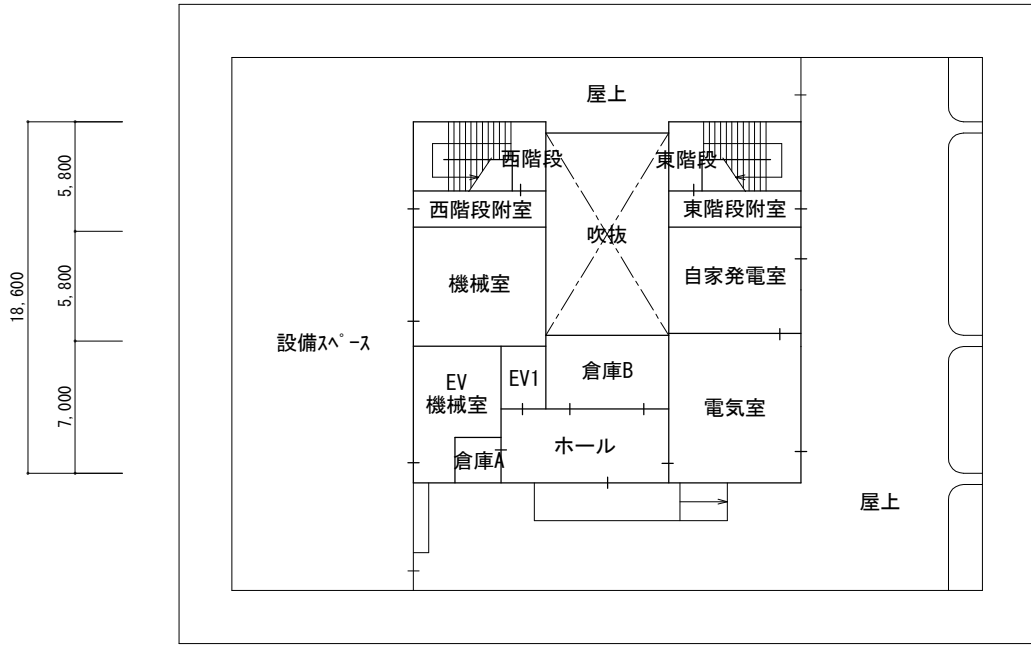 屋上
5,800
西階段
東階段
西階段附室
東階段附室
吹抜
18,600
5,800
機械室
自家発電室
設備ｽﾍﾟｰｽ
EV
機械室
EV1
倉庫B
電気室
7,000
ホール
倉庫A
屋上